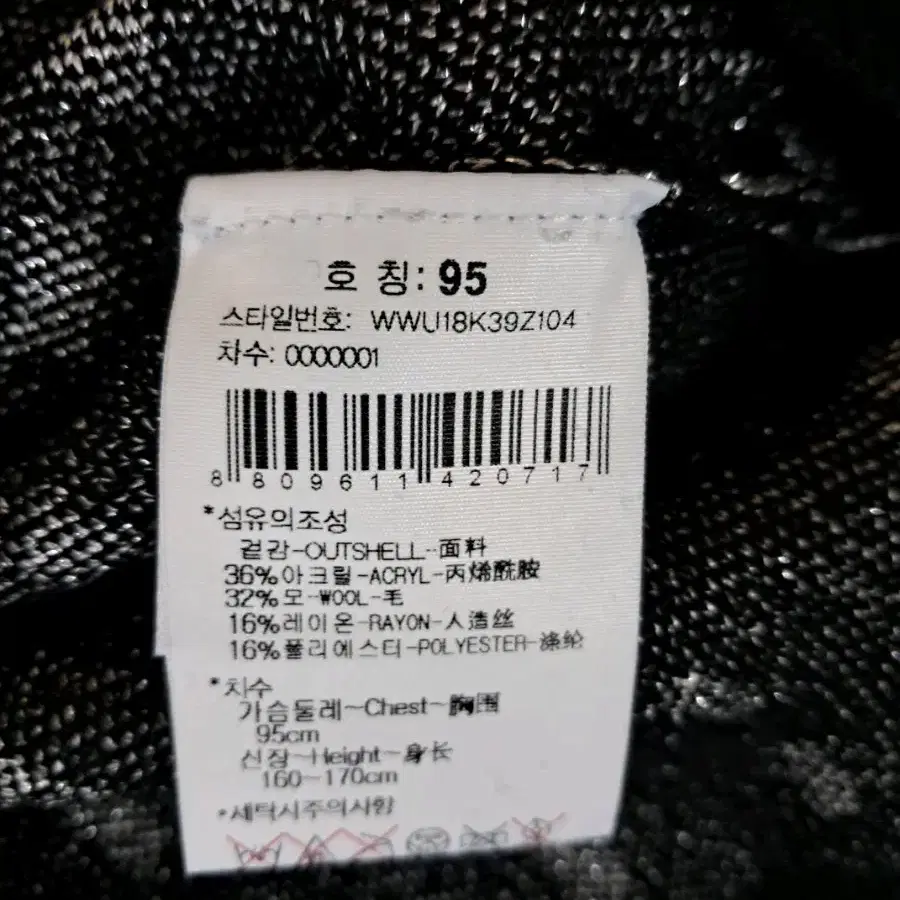 호 칭: 95
스타일번호: WWU18K39Z104
차수: 0000001
8 809611 420717
*섬유의조성
겉감-OUTSHELL-面料
36%아크릴-ACRYL-丙烯酰胺
32%모-WOOL-毛
16%레이온-RAYON-人造丝
16%폴리에스터-POLYESTER-涤纶
*치수
가슴둘레~Chest~胸围
95cm
신장~Height~身长
160~170cm
*세탁시주의사항